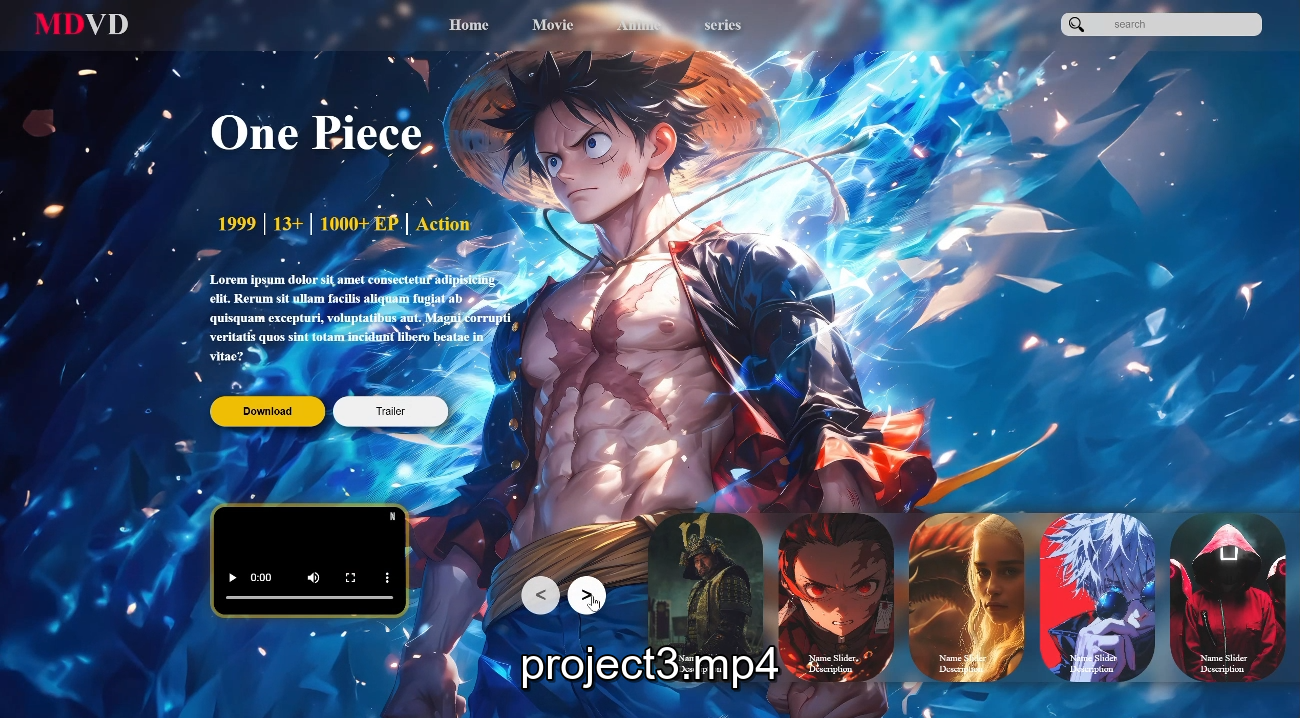 MDVD
Home Movie Anime series
search
One Piece
1999 | 13+ | 1000+ EP | Action
Lorem ipsum dolor sit amet consectetur adipisicing
elit. Rerum sit ullam facilis aliquam fugiat ab
quisquam excepturi, voluptatibus aut. Magni corrupti
veritatis quos sint totam incidunt libero beatae in
vitae?
Download Trailer
N
0:00
< >
Name Slider
Description
Name Slider
Description
Name Slider
Description
Name Slider
Description
Name Slider
Description
project3.mp4